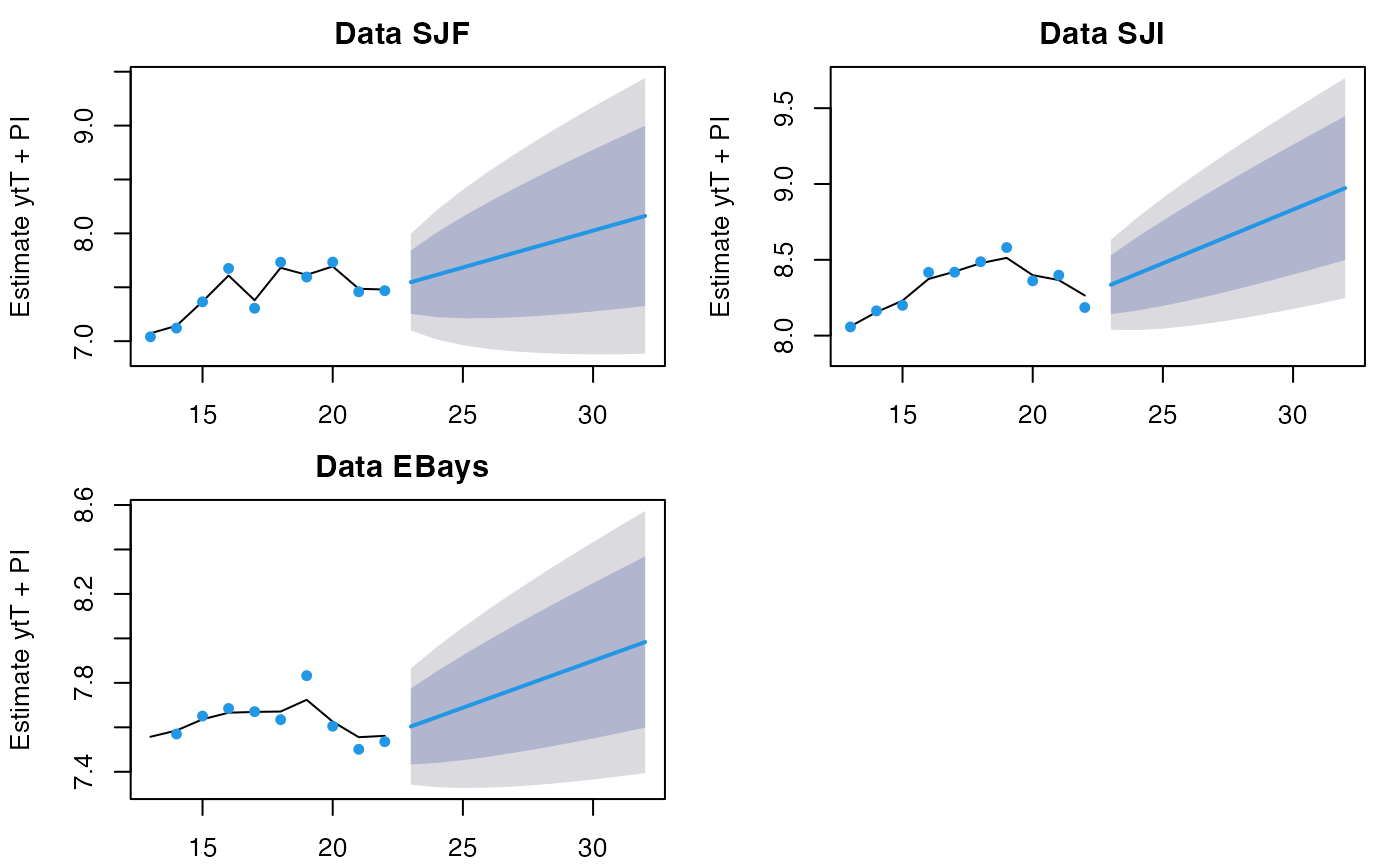 Data SJF
Estimate ytT + PI
7.0 8.0 9.0
15 20 25 30
Data SJI
Estimate ytT + PI
8.0 8.5 9.0 9.5
15 20 25 30
Data EBays
Estimate ytT + PI
7.4 7.8 8.2 8.6
15 20 25 30